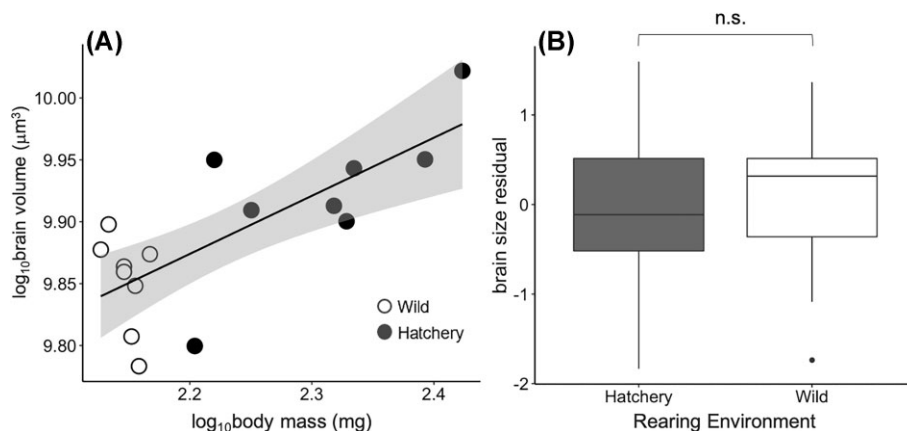 (A)
log₁₀brain volume (µm³)
10.00
9.95
9.90
9.85
9.80
Wild
Hatchery
2.2
2.3
2.4
log₁₀body mass (mg)
(B)
n.s.
brain size residual
1
0
-1
-2
Hatchery
Wild
Rearing Environment